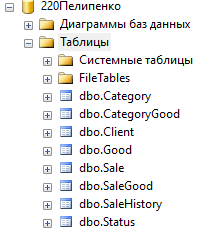 220Пелипенко
Диаграммы баз данных
Таблицы
Системные таблицы
FileTables
dbo.Category
dbo.CategoryGood
dbo.Client
dbo.Good
dbo.Sale
dbo.SaleGood
dbo.SaleHistory
dbo.Status